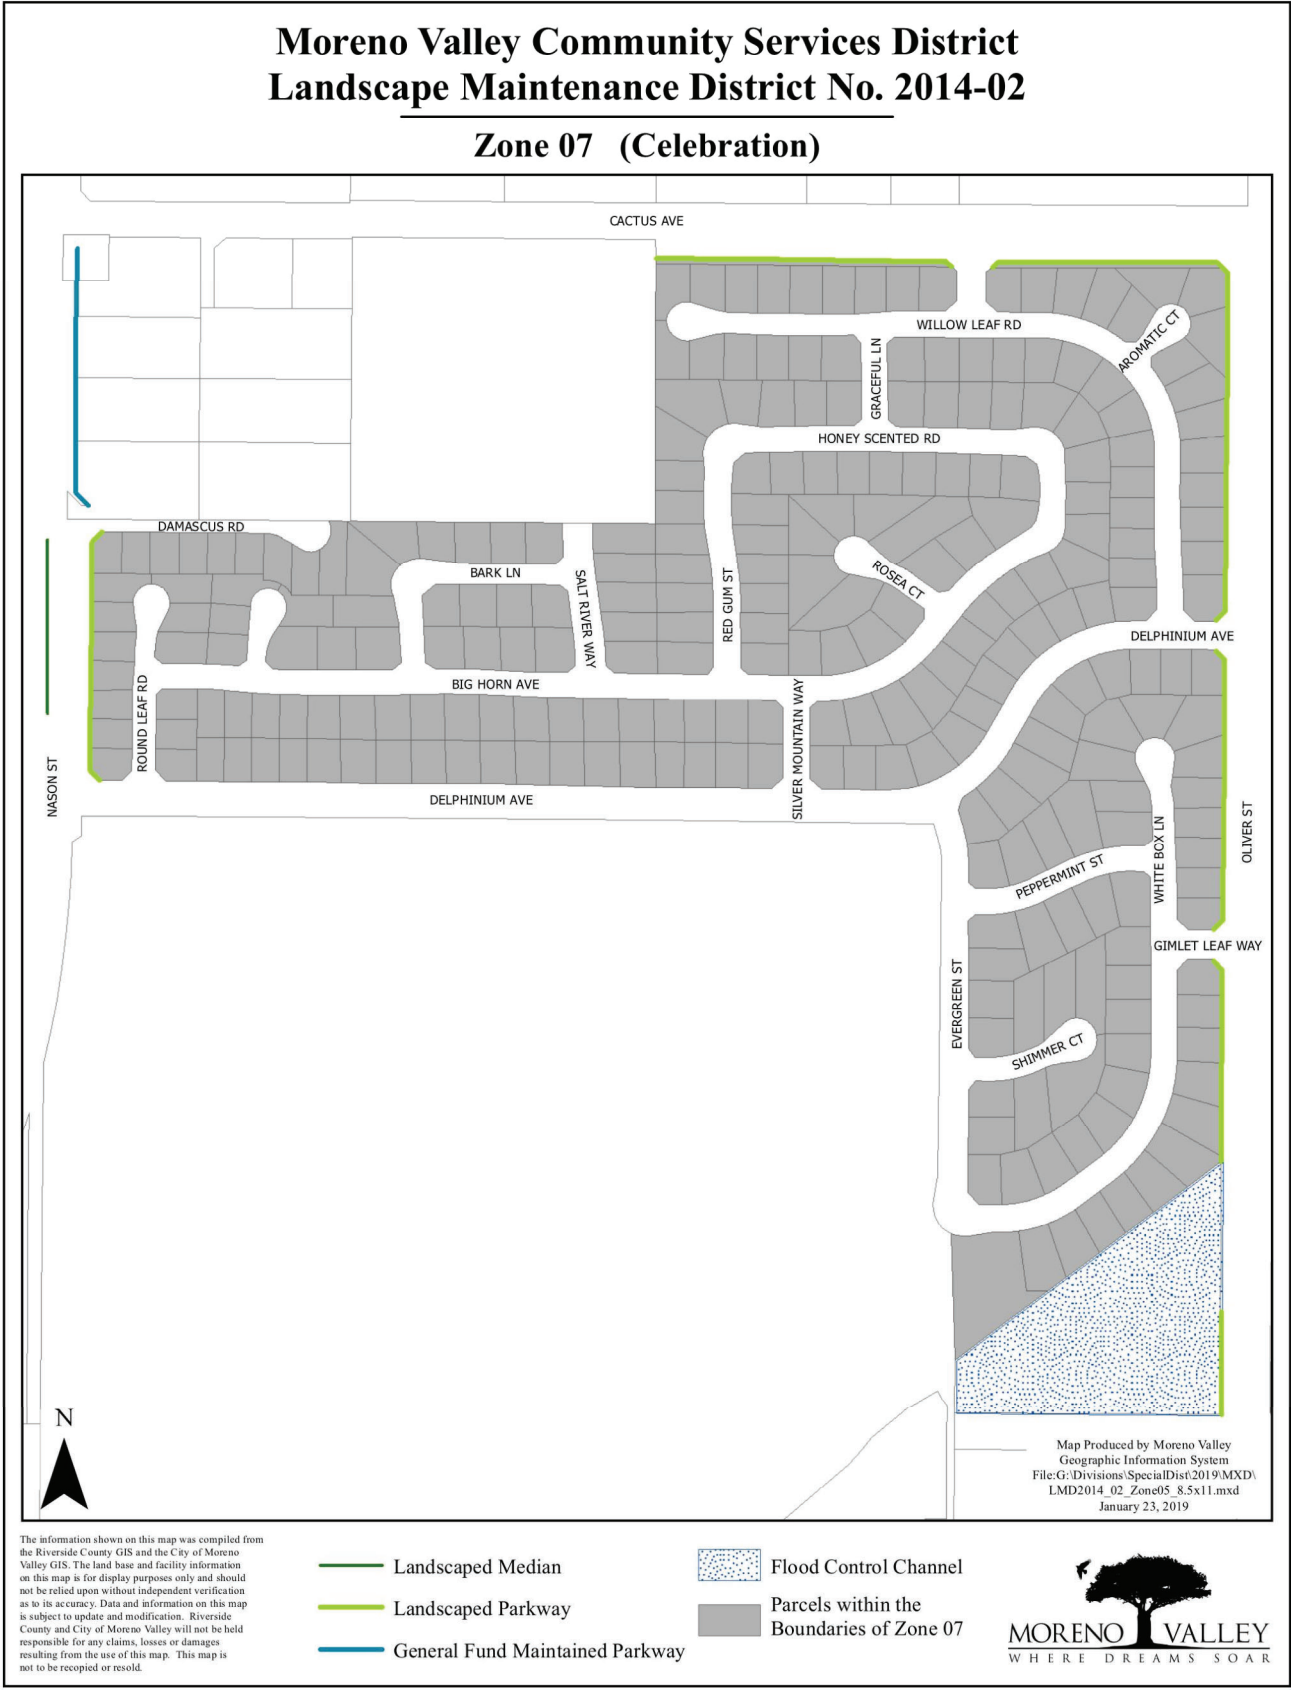 Moreno Valley Community Services District
Landscape Maintenance District No. 2014-02
Zone 07 (Celebration)
CACTUS AVE
WILLOW LEAF RD
AROMATIC CT
GRACEFUL LN
HONEY SCENTED RD
DAMASCUS RD
BARK LN
SALT RIVER WAY
RED GUM ST
ROSEA CT
DELPHINIUM AVE
BIG HORN AVE
ROUND LEAF RD
SILVER MOUNTAIN WAY
NASON ST
DELPHINIUM AVE
OLIVER ST
WHITE BOX LN
PEPPERMINT ST
GIMLET LEAF WAY
EVERGREEN ST
SHIMMER CT
N
Map Produced by Moreno Valley
Geographic Information System
File:G:\Divisions\SpecialDist\2019\MXD\
LMD2014_02_Zone05_8.5x11.mxd
January 23, 2019
The information shown on this map was compiled from
the Riverside County GIS and the City of Moreno
Valley GIS. The land base and facility information
on this map is for display purposes only and should
not be relied upon without independent verification
as to its accuracy. Data and information on this map
is subject to update and modification. Riverside
County and City of Moreno Valley will not be held
responsible for any claims, losses or damages
resulting from the use of this map. This map is
not to be recopied or resold.
Landscaped Median
Landscaped Parkway
General Fund Maintained Parkway
Flood Control Channel
Parcels within the
Boundaries of Zone 07
MORENO VALLEY
WHERE DREAMS SOAR